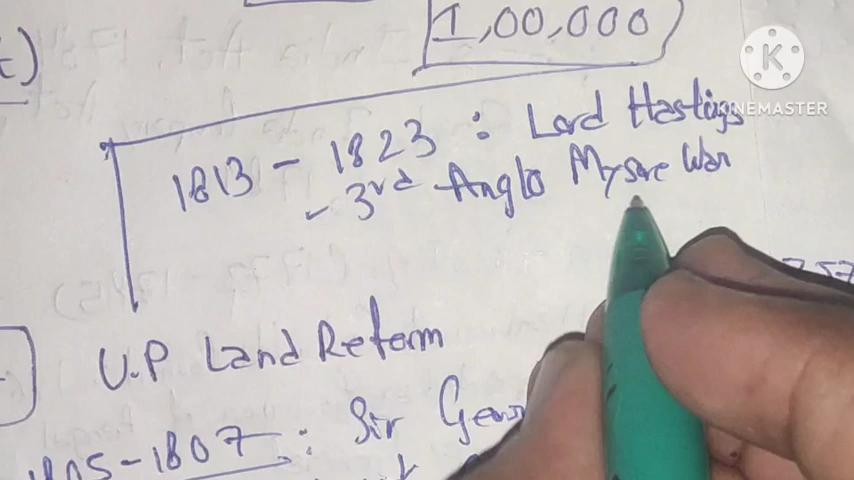 1,00,000
KINEMASTER
1813 - 1823 : Lord Hastings
- 3rd Anglo Mysore War
U.P Land Reform
1805-1807 : Sir